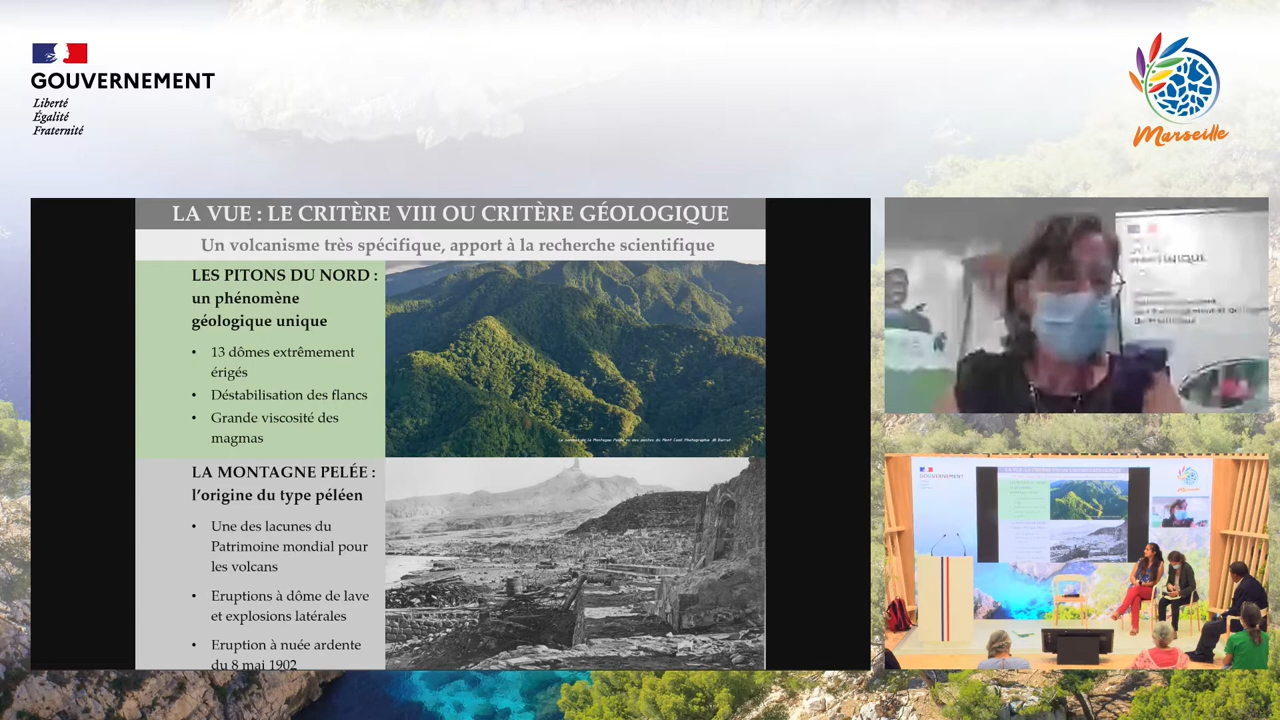 GOUVERNEMENT
Liberté
Égalité
Fraternité
Marseille
LA VUE : LE CRITÈRE VIII OU CRITÈRE GÉOLOGIQUE
Un volcanisme très spécifique, apport à la recherche scientifique
LES PITONS DU NORD :
un phénomène
géologique unique
• 13 dômes extrêmement
érigés
• Déstabilisation des flancs
• Grande viscosité des
magmas
LA MONTAGNE PELÉE :
l'origine du type péléen
• Une des lacunes du
Patrimoine mondial pour
les volcans
• Eruptions à dôme de lave
et explosions latérales
• Eruption à nuée ardente
du 8 mai 1902
GOUVERNEMENT